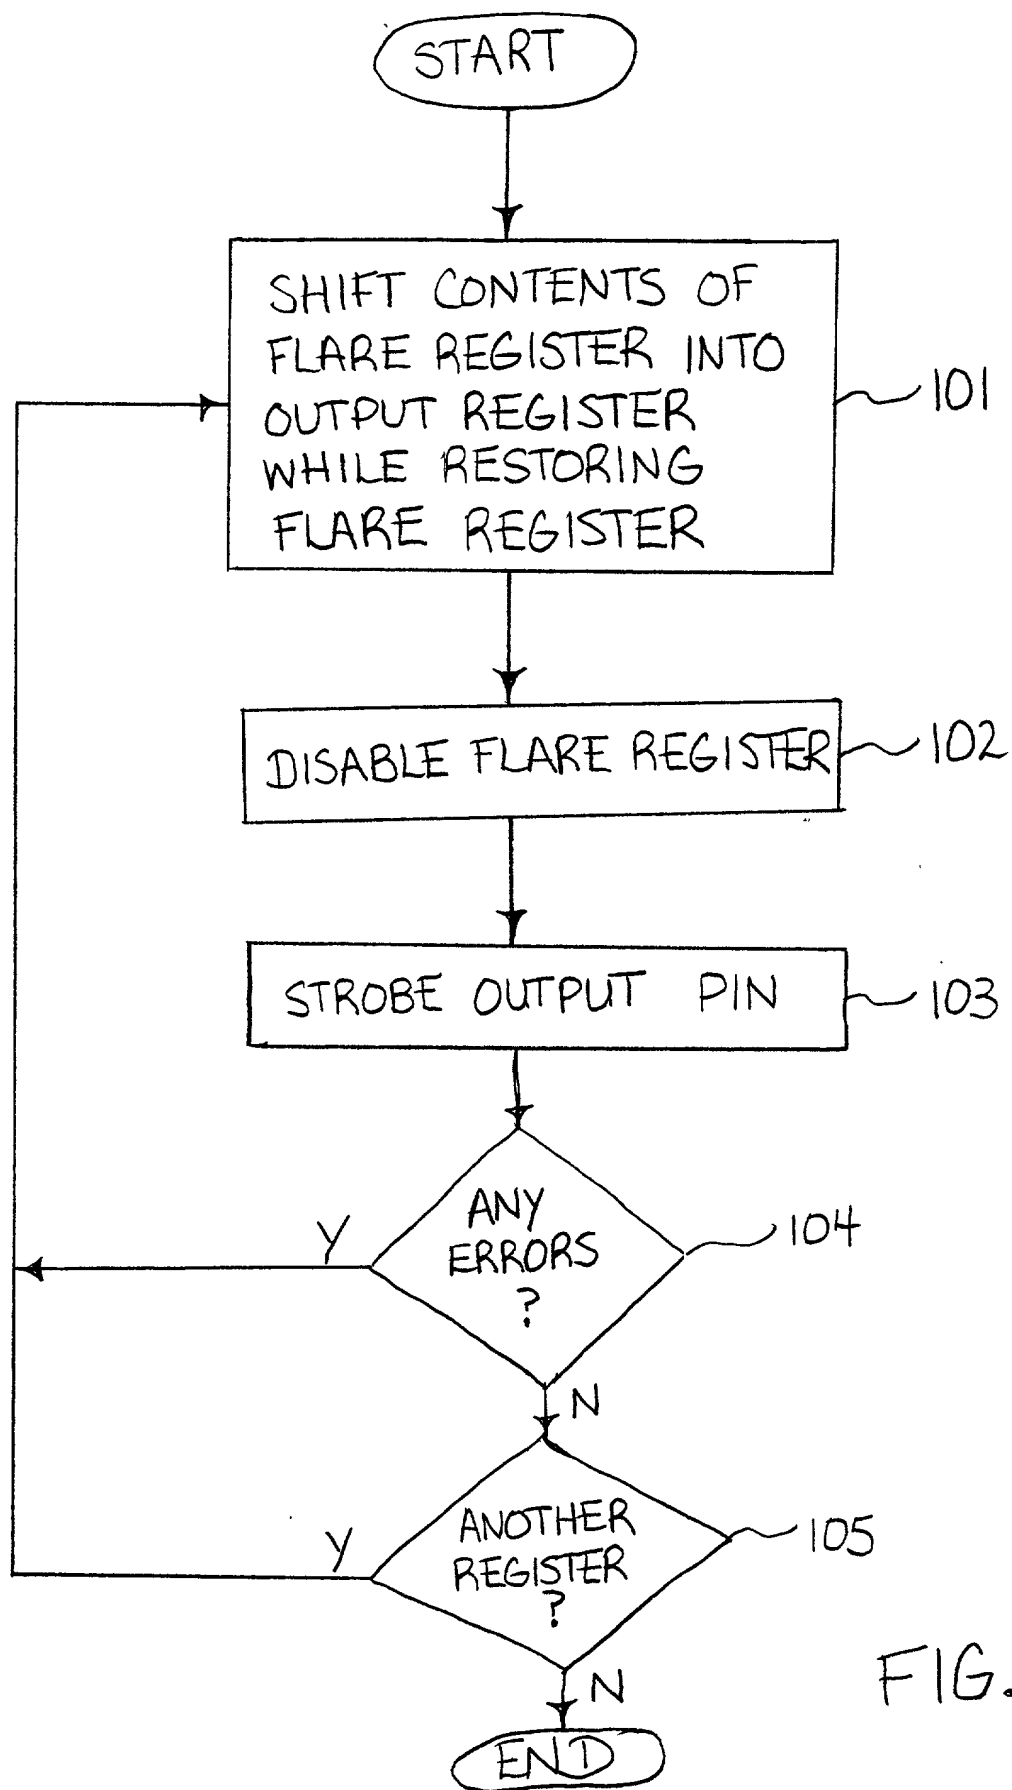 START
SHIFT CONTENTS OF
FLARE REGISTER INTO
OUTPUT REGISTER
WHILE RESTORING
FLARE REGISTER
101
DISABLE FLARE REGISTER
102
STROBE OUTPUT PIN
103
ANY
ERRORS
?
104
Y
N
ANOTHER
REGISTER
?
105
Y
N
END
FIG.